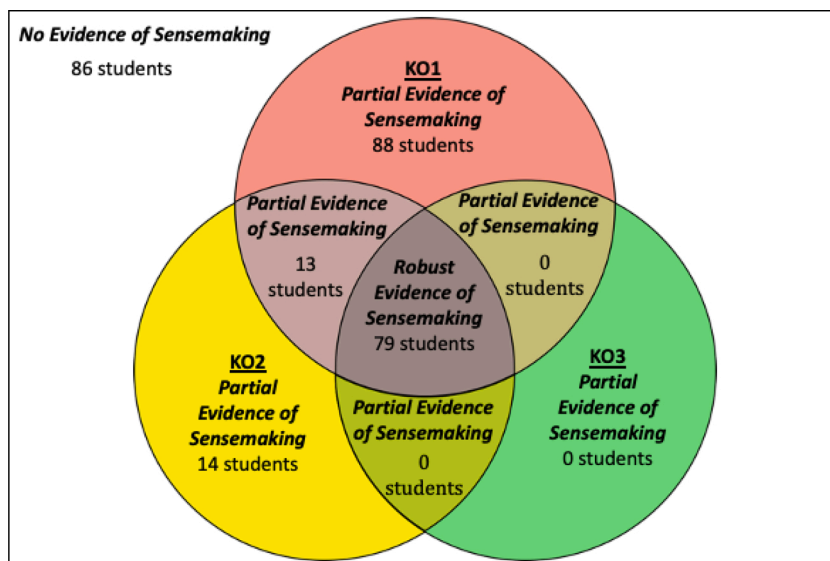 No Evidence of Sensemaking
86 students
KO1
Partial Evidence of
Sensemaking
88 students
Partial Evidence
of Sensemaking
13
students
Partial Evidence
of Sensemaking
0
students
Robust
Evidence of
Sensemaking
79 students
KO2
Partial
Evidence of
Sensemaking
14 students
Partial Evidence
of Sensemaking
0
students
KO3
Partial
Evidence of
Sensemaking
0 students